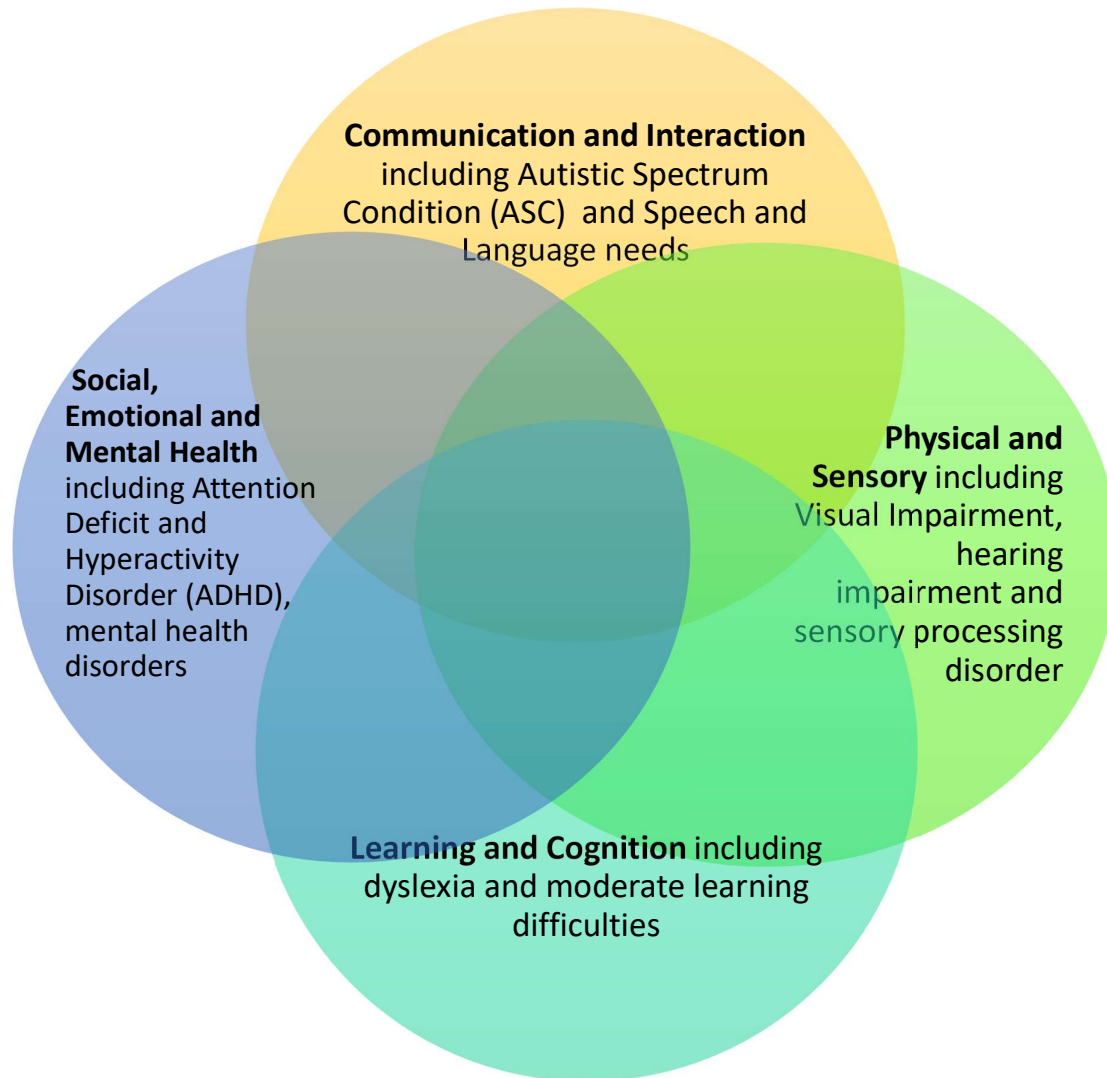 Communication and Interaction
including Autistic Spectrum
Condition (ASC)  and Speech and
Language needs
Social,
Emotional and
Mental Health
including Attention
Deficit and
Hyperactivity
Disorder (ADHD),
mental health
disorders
Physical and
Sensory including
Visual Impairment,
hearing
impairment and
sensory processing
disorder
Learning and Cognition including
dyslexia and moderate learning
difficulties